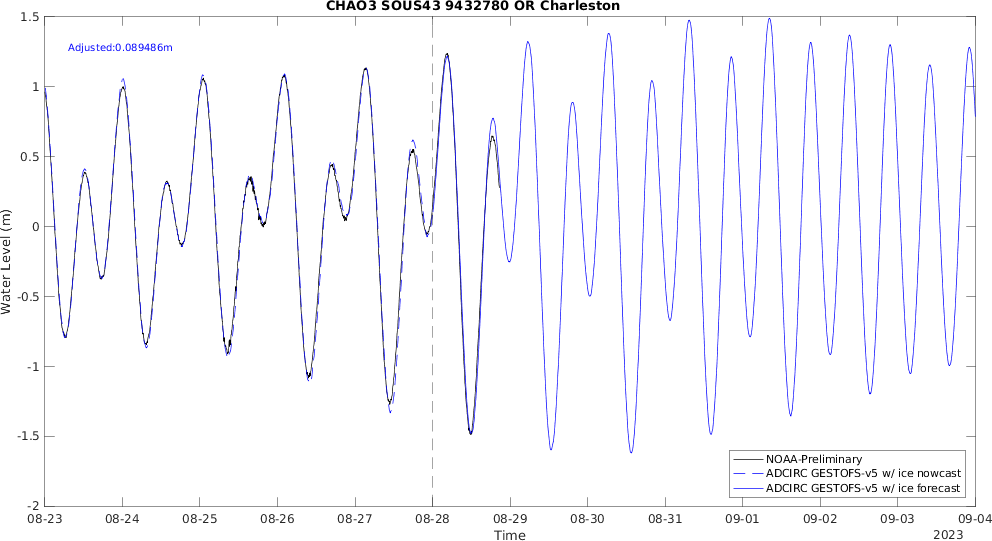 CHAO3 SOUS43 9432780 OR Charleston
Adjusted:0.089486m
1.5
1
0.5
0
-0.5
-1
-1.5
-2
Water Level (m)
NOAA-Preliminary
ADCIRC GESTOFS-v5 w/ ice nowcast
ADCIRC GESTOFS-v5 w/ ice forecast
08-23 08-24 08-25 08-26 08-27 08-28 08-29 08-30 08-31 09-01 09-02 09-03 09-04
Time
2023